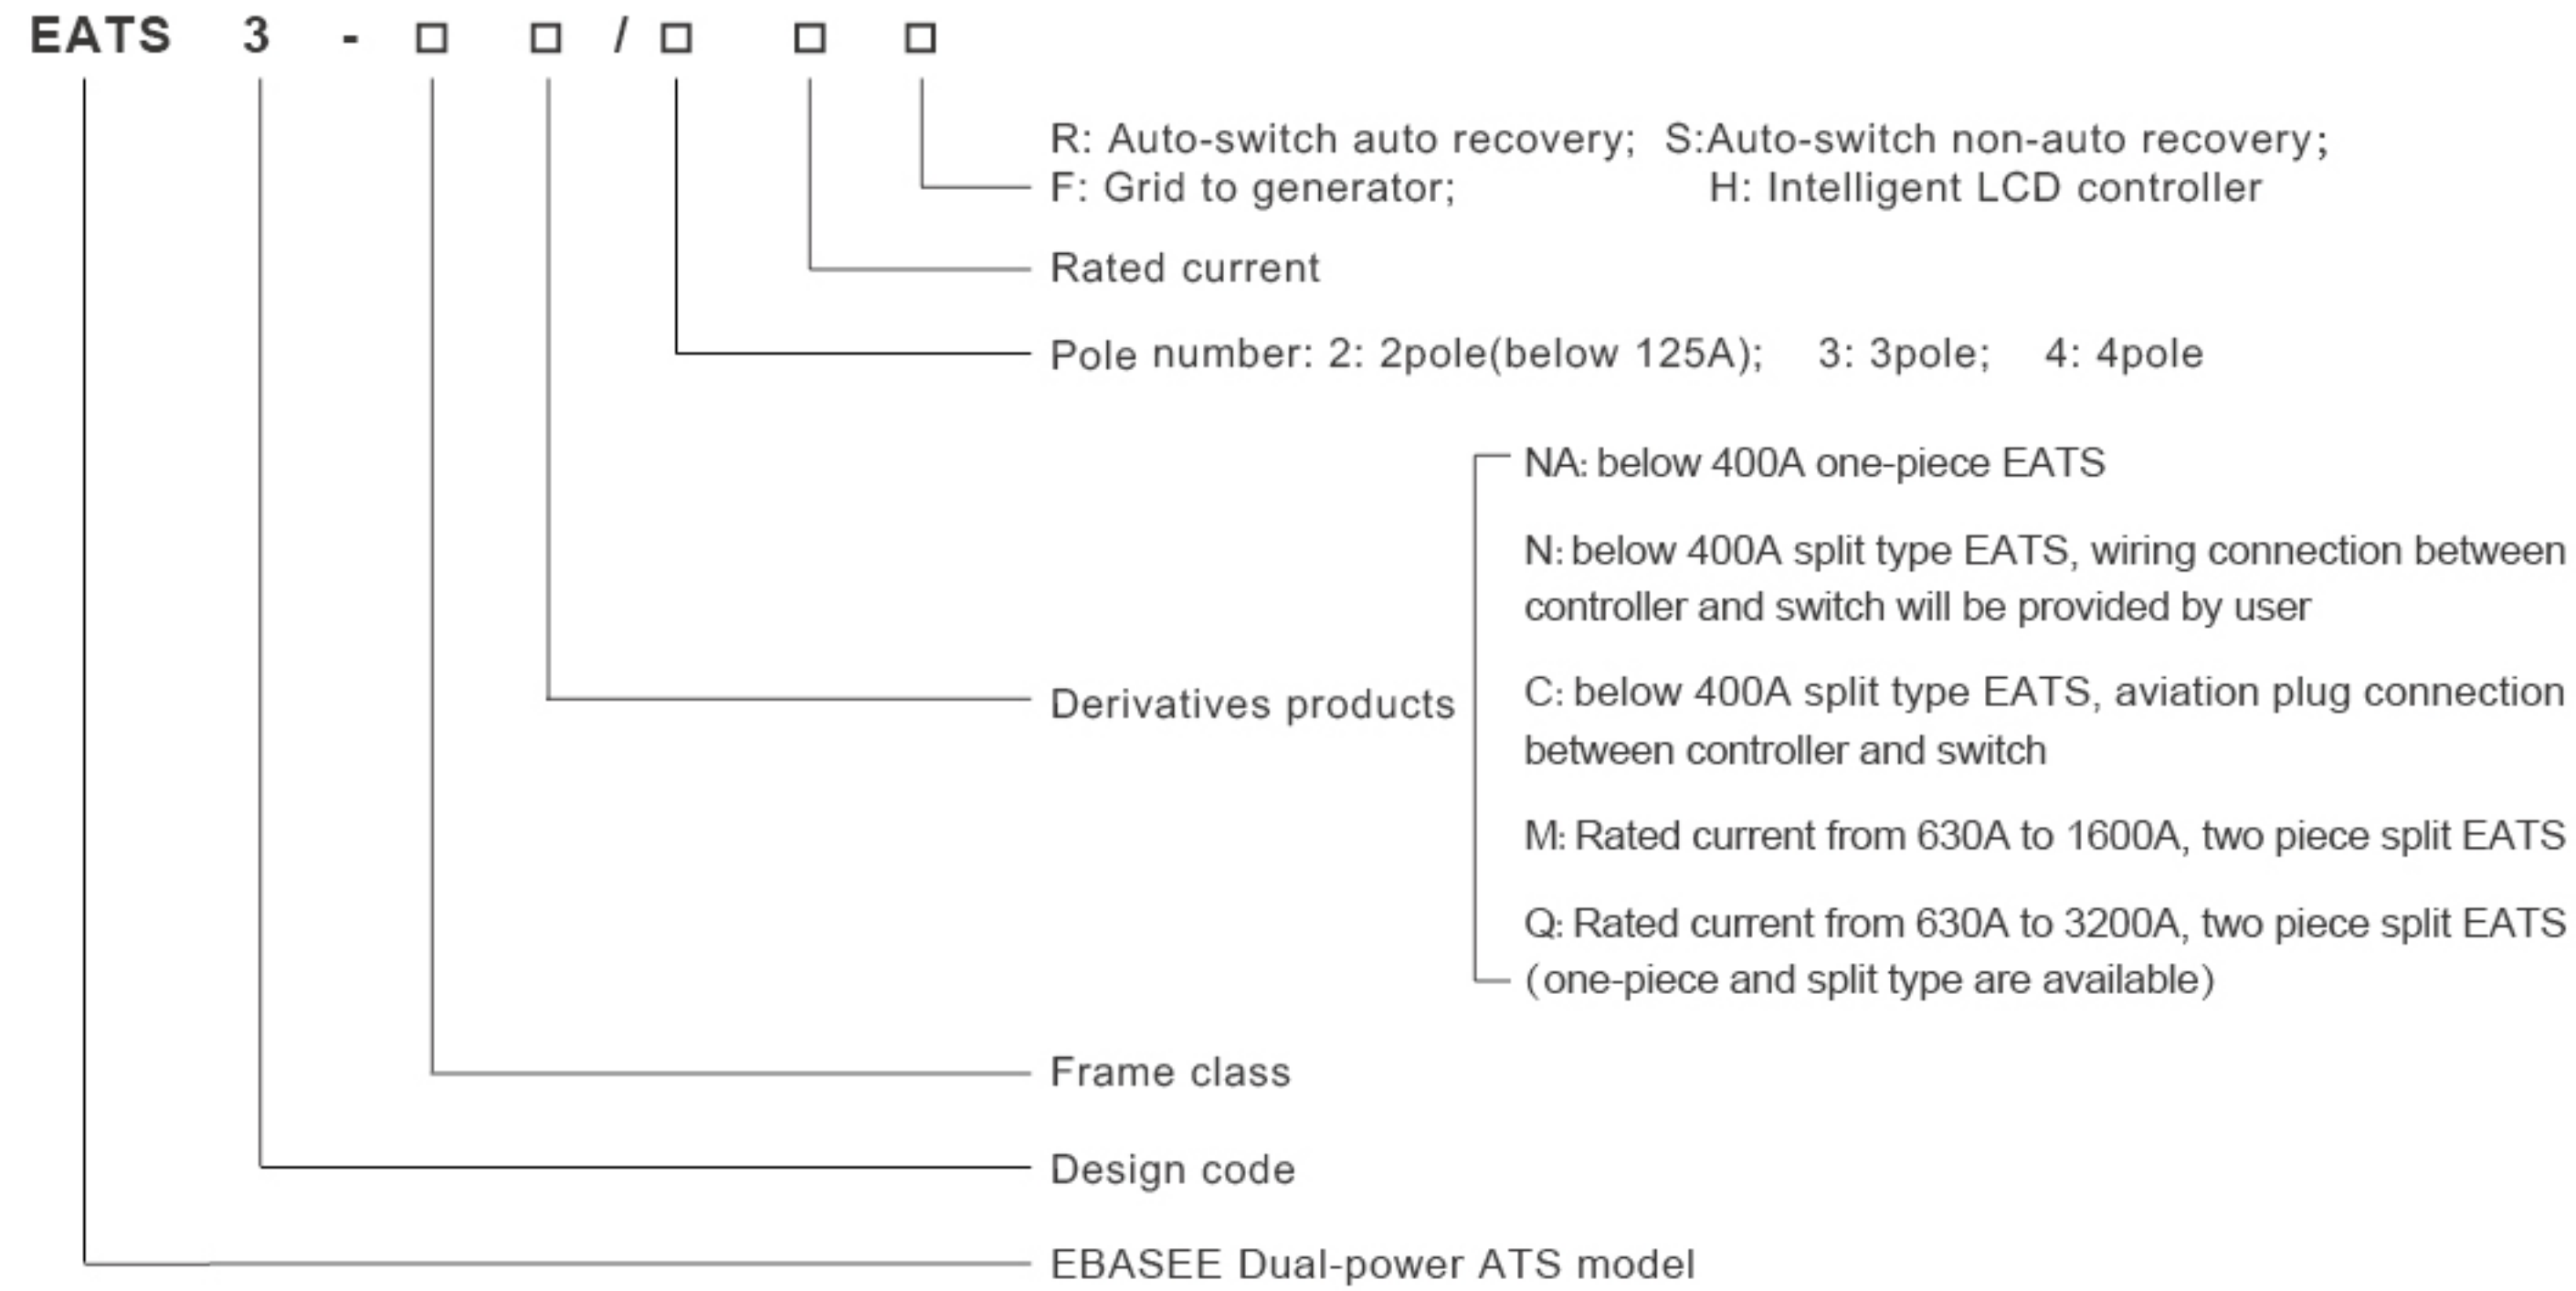 EATS 3 - □ □ / □ □ □
R: Auto-switch auto recovery; S:Auto-switch non-auto recovery;
F: Grid to generator; H: Intelligent LCD controller
Rated current
Pole number: 2: 2pole(below 125A); 3: 3pole; 4: 4pole
NA: below 400A one-piece EATS
N: below 400A split type EATS, wiring connection between
controller and switch will be provided by user
Derivatives products
C: below 400A split type EATS, aviation plug connection
between controller and switch
M: Rated current from 630A to 1600A, two piece split EATS
Q: Rated current from 630A to 3200A, two piece split EATS
(one-piece and split type are available)
Frame class
Design code
EBASEE Dual-power ATS model